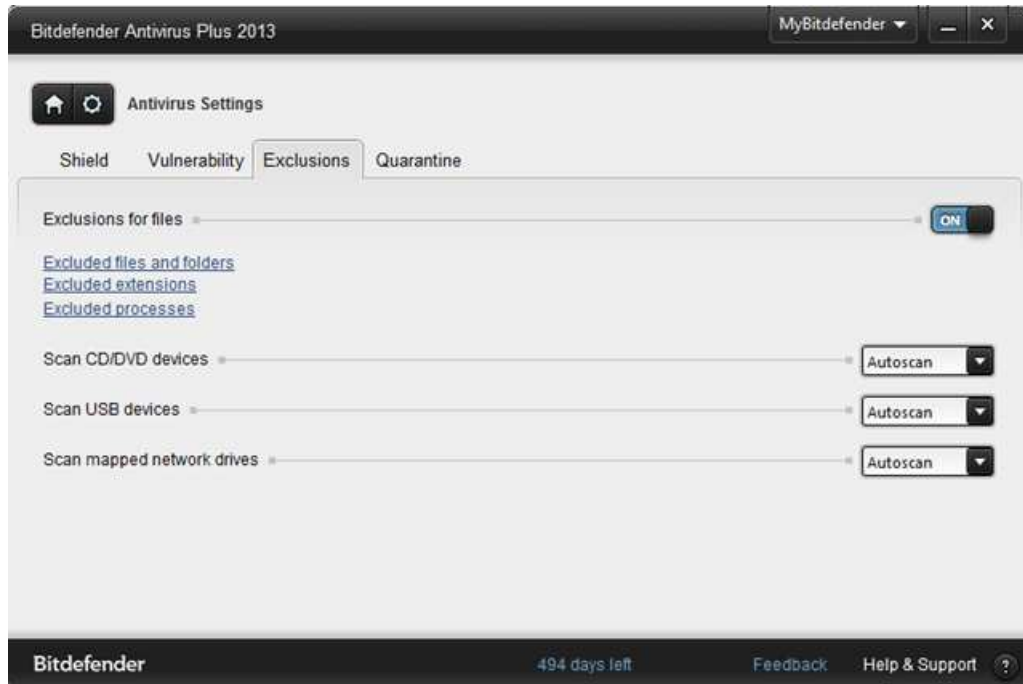 Bitdefender Antivirus Plus 2013
MyBitdefender
Antivirus Settings
Shield Vulnerability Exclusions Quarantine
Exclusions for files ON
Excluded files and folders
Excluded extensions
Excluded processes
Scan CD/DVD devices Autoscan
Scan USB devices Autoscan
Scan mapped network drives Autoscan
Bitdefender 494 days left Feedback Help & Support ?